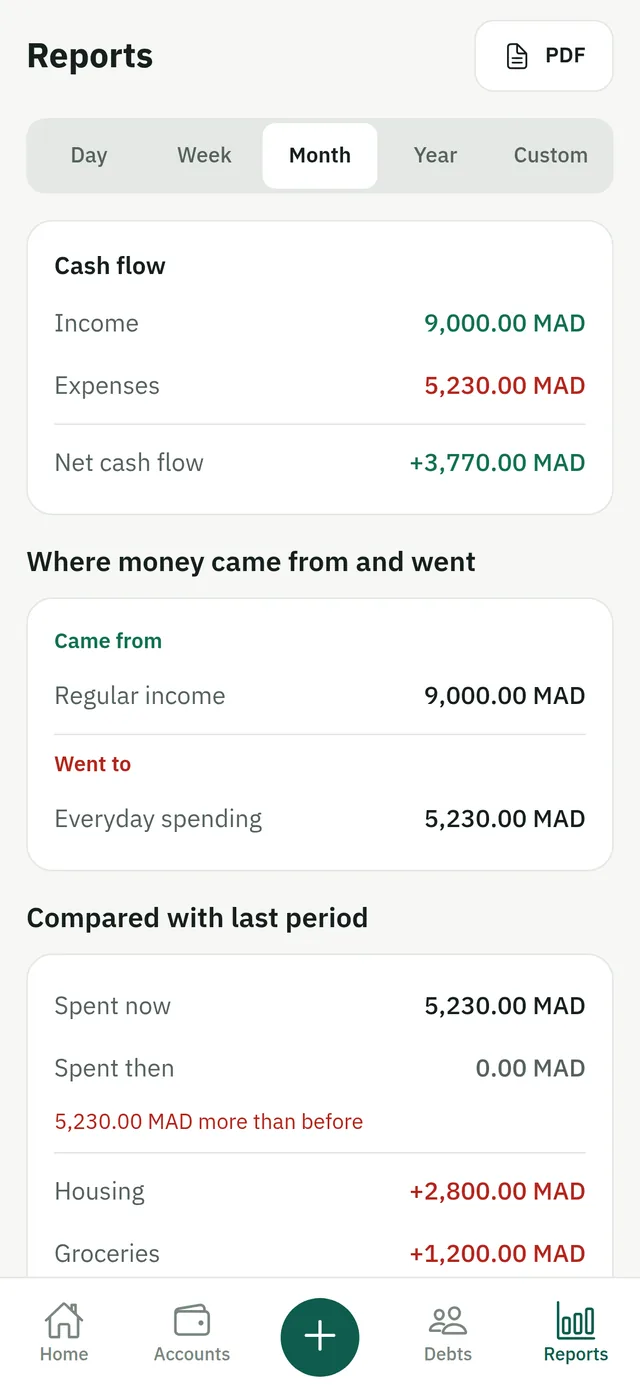 Reports
PDF
Day Week Month Year Custom
Cash flow
Income 9,000.00 MAD
Expenses 5,230.00 MAD
Net cash flow +3,770.00 MAD
Where money came from and went
Came from
Regular income 9,000.00 MAD
Went to
Everyday spending 5,230.00 MAD
Compared with last period
Spent now 5,230.00 MAD
Spent then 0.00 MAD
5,230.00 MAD more than before
Housing +2,800.00 MAD
Groceries +1,200.00 MAD
Home Accounts Debts Reports